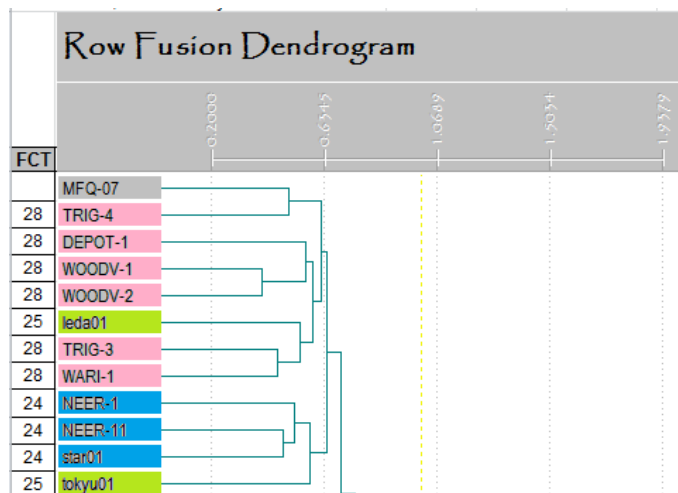 Row Fusion Dendrogram
0.2000 0.6345 1.0689 1.5034 1.9379
FCT
MFQ-07
28 TRIG-4
28 DEPOT-1
28 WOODV-1
28 WOODV-2
25 leda01
28 TRIG-3
28 WARI-1
24 NEER-1
24 NEER-11
24 star01
25 tokyu01